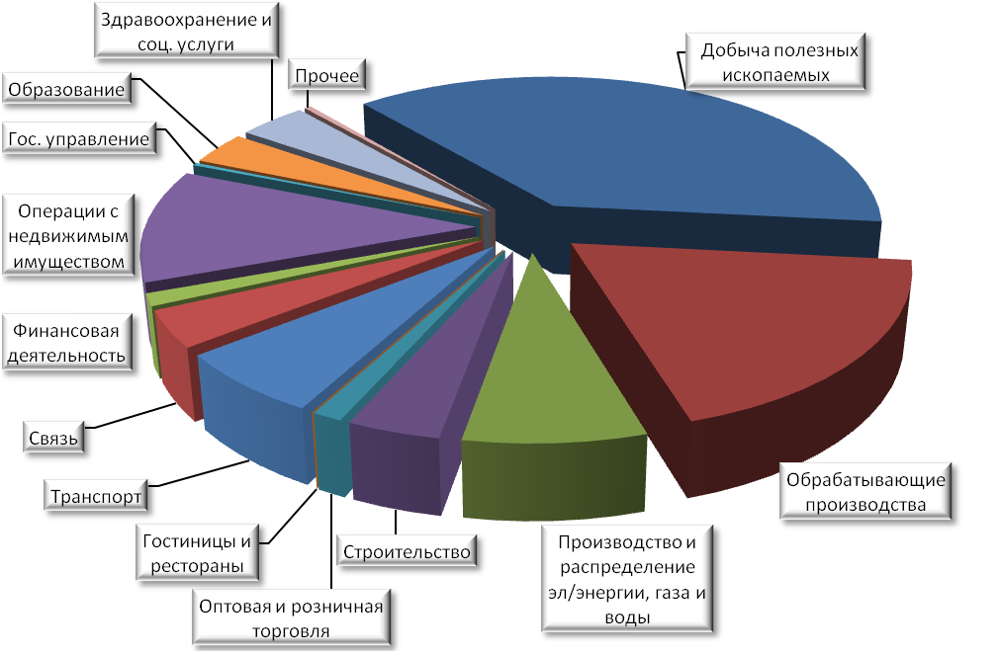 Здравоохранение и
соц. услуги
Прочее
Добыча полезных
ископаемых
Образование
Гос. управление
Операции с
недвижимым
имуществом
Финансовая
деятельность
Связь
Транспорт
Гостиницы и
рестораны
Оптовая и розничная
торговля
Строительство
Производство и
распределение
эл/энергии, газа и
воды
Обрабатывающие
производства